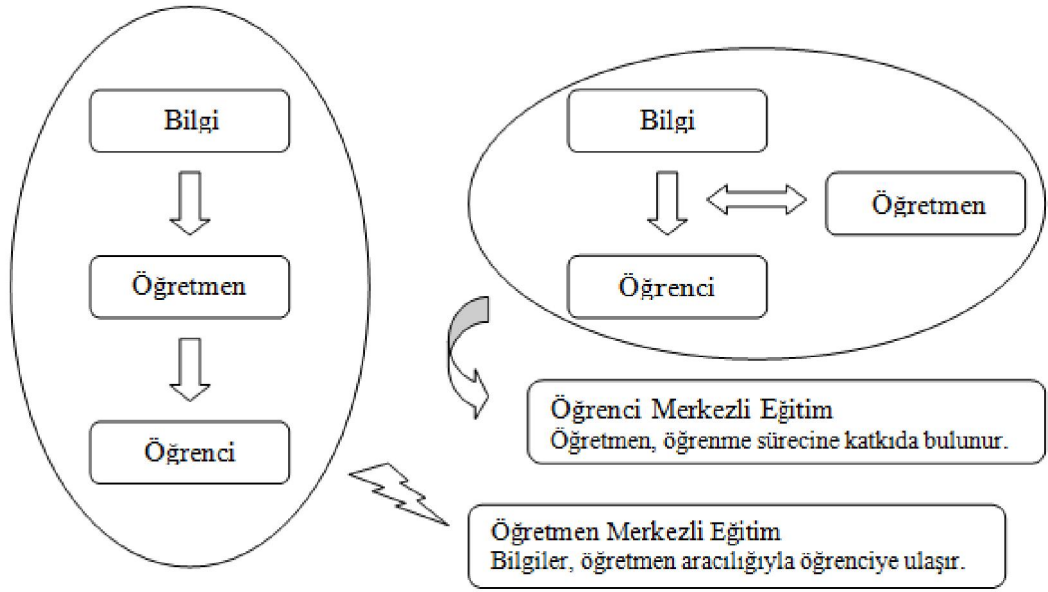 Bilgi
Öğretmen
Öğrenci
Bilgi
Öğretmen
Öğrenci
Öğrenci Merkezli Eğitim
Öğretmen, öğrenme sürecine katkıda bulunur.
Öğretmen Merkezli Eğitim
Bilgiler, öğretmen aracılığıyla öğrenciye ulaşır.